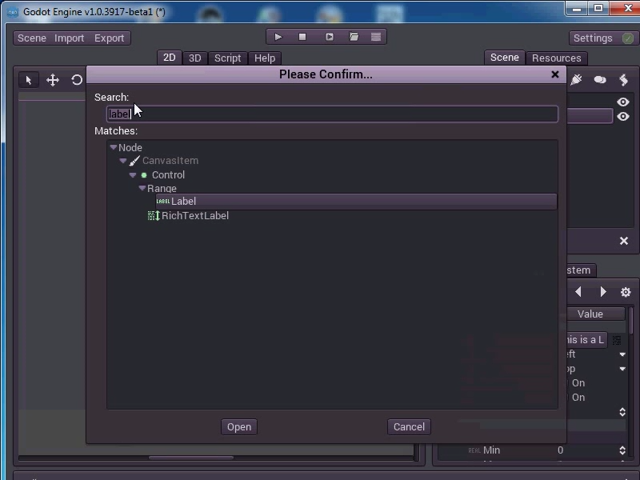 Godot Engine v1.0.3917-beta1 (*)
Scene Import Export
Settings
2D 3D Script Help
Scene Resources
Please Confirm...
Search:
label
Matches:
Node
CanvasItem
Control
Range
Label
RichTextLabel
Value
On
On
Min 0
Open Cancel